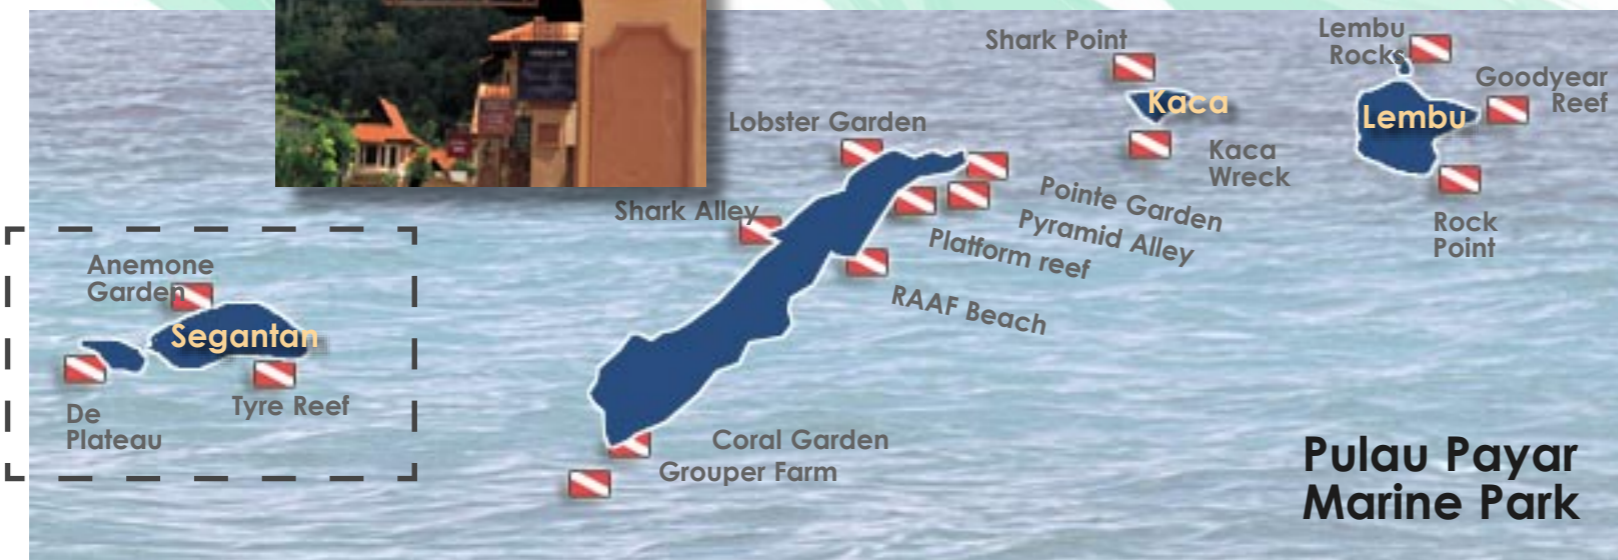 Shark Point
Lembu
Rocks
Goodyear
Reef
Kaca
Lembu
Lobster Garden
Kaca
Wreck
Pointe Garden
Pyramid Alley
Platform reef
Rock
Point
Shark Alley
RAAF Beach
Anemone
Garden
Segantan
De
Plateau
Tyre Reef
Coral Garden
Grouper Farm
Pulau Payar
Marine Park